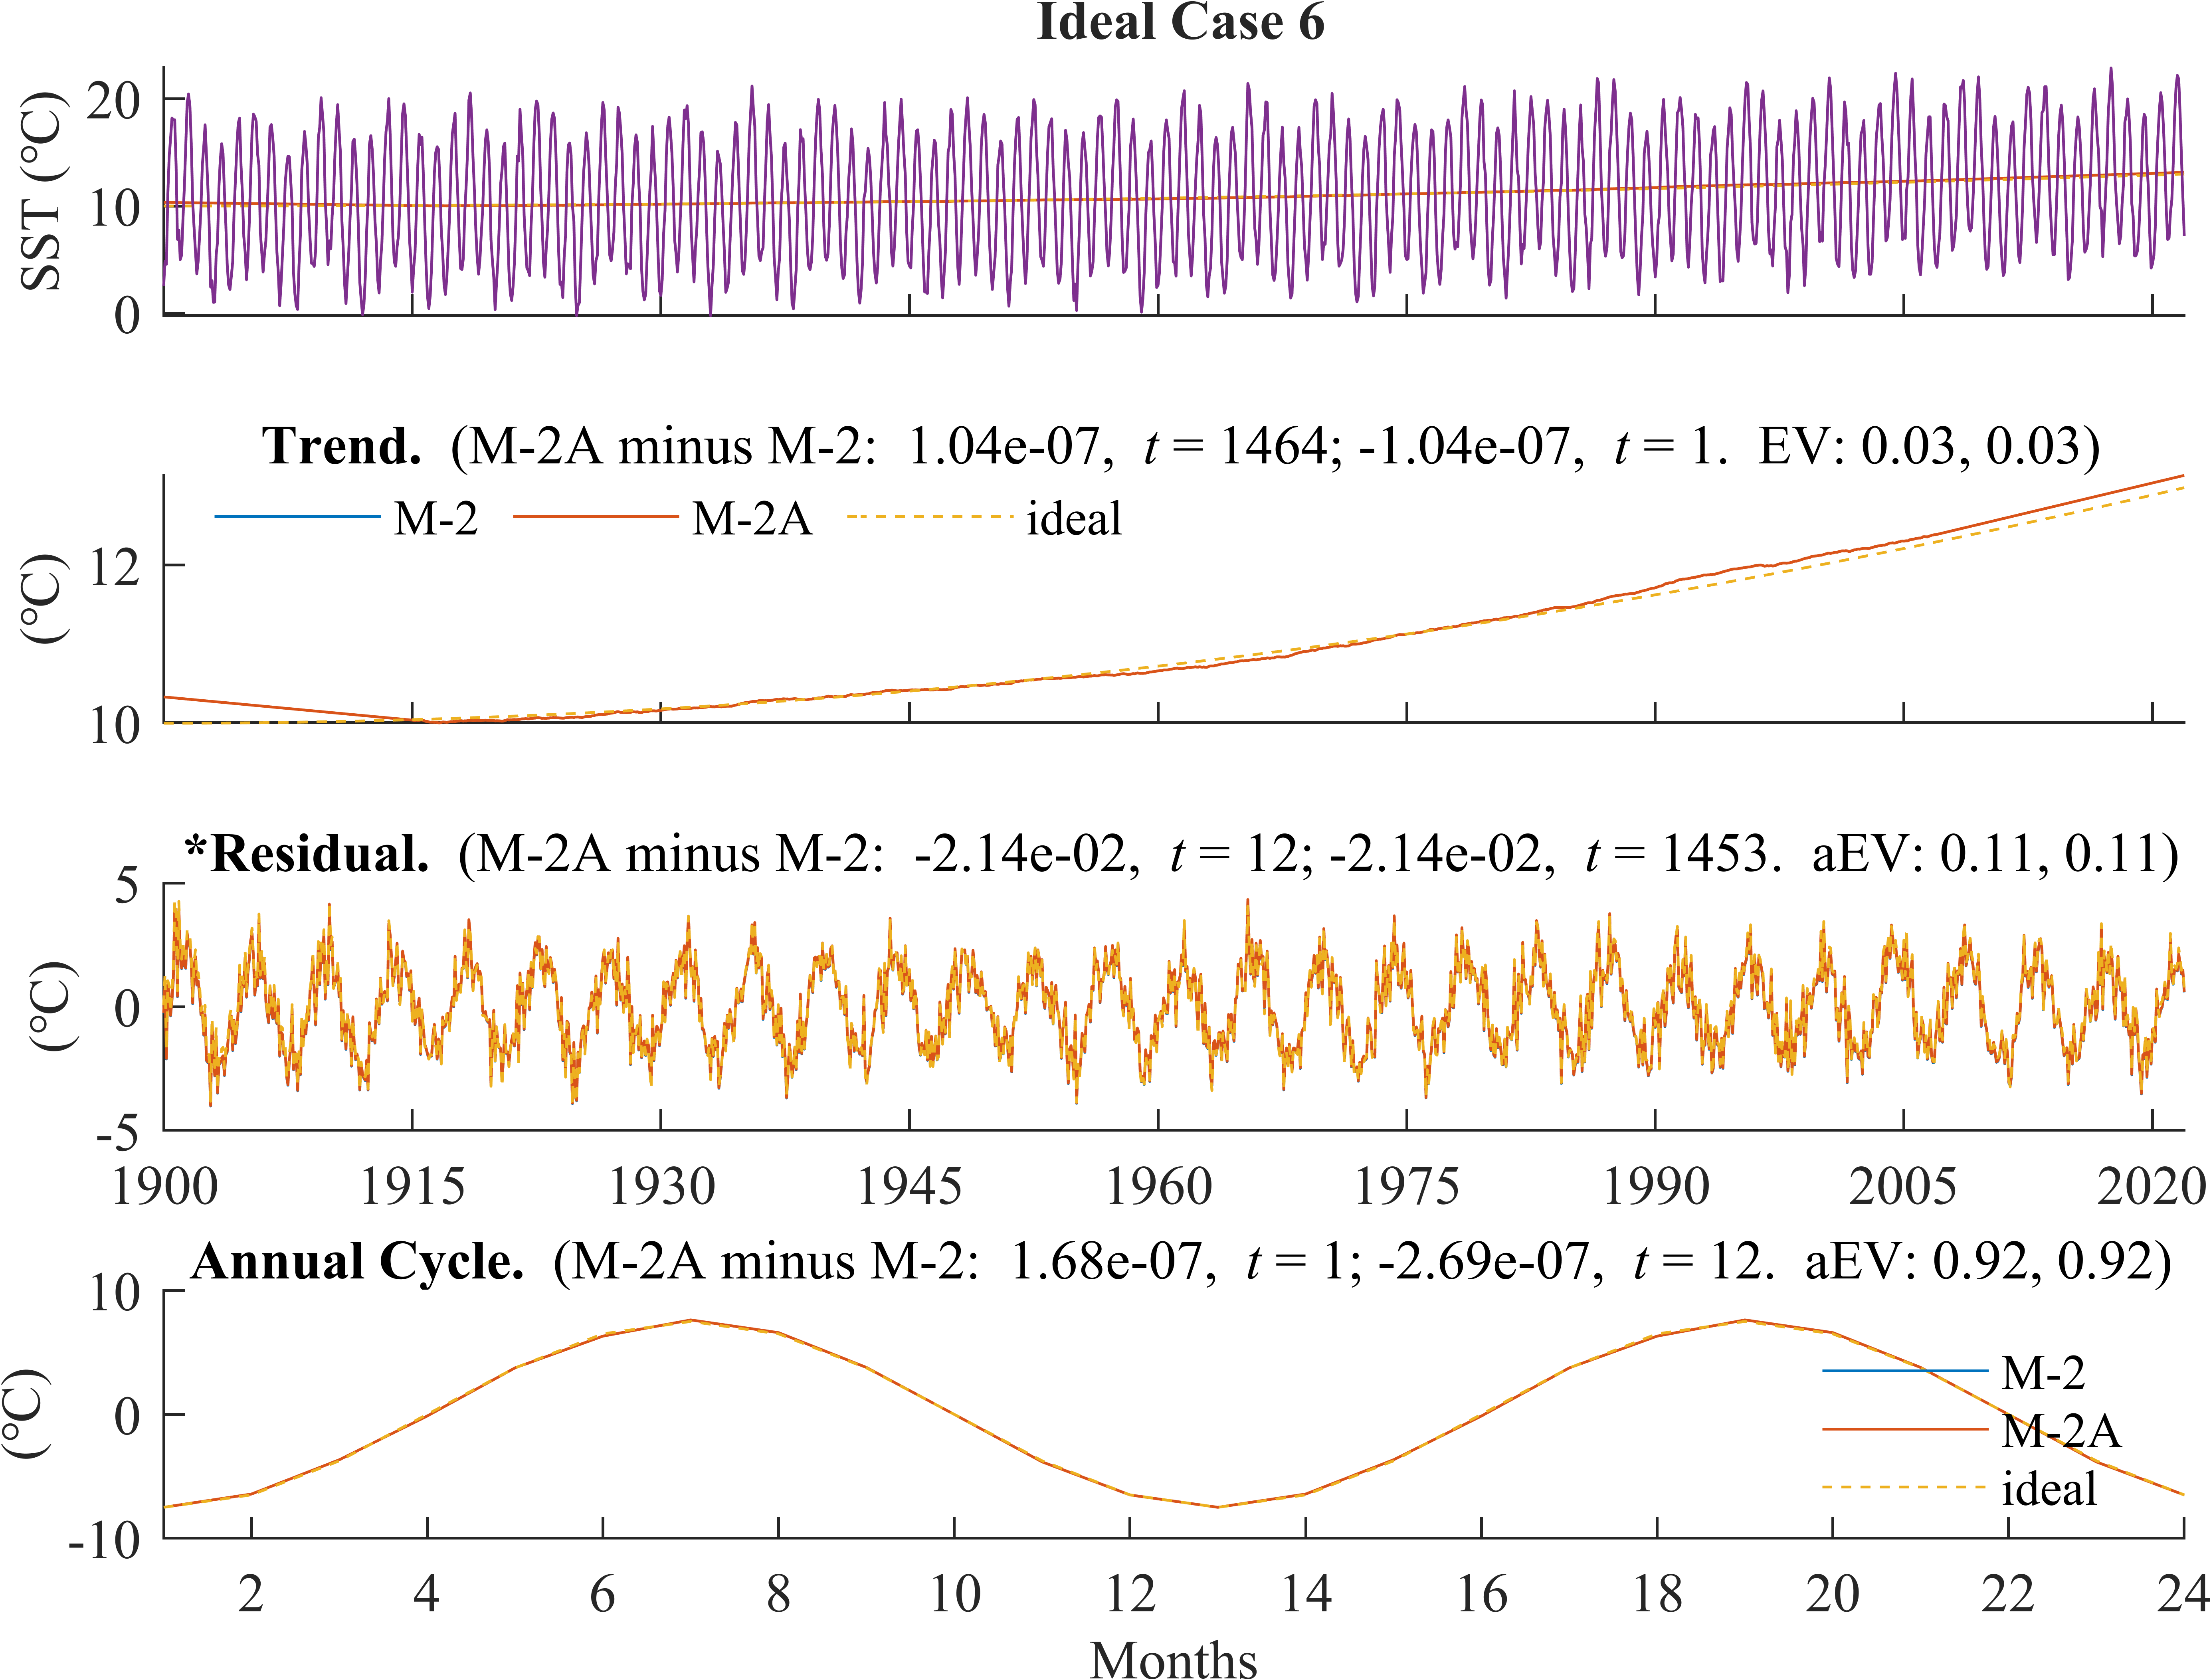 Ideal Case 6
SST (°C)
20
10
0
Trend. (M-2A minus M-2: 1.04e-07, t = 1464; -1.04e-07, t = 1. EV: 0.03, 0.03)
M-2 M-2A ideal
(°C)
12
10
*Residual. (M-2A minus M-2: -2.14e-02, t = 12; -2.14e-02, t = 1453. aEV: 0.11, 0.11)
(°C)
5
0
-5
1900 1915 1930 1945 1960 1975 1990 2005 2020
Annual Cycle. (M-2A minus M-2: 1.68e-07, t = 1; -2.69e-07, t = 12. aEV: 0.92, 0.92)
(°C)
10
0
-10
M-2
M-2A
ideal
2 4 6 8 10 12 14 16 18 20 22 24
Months